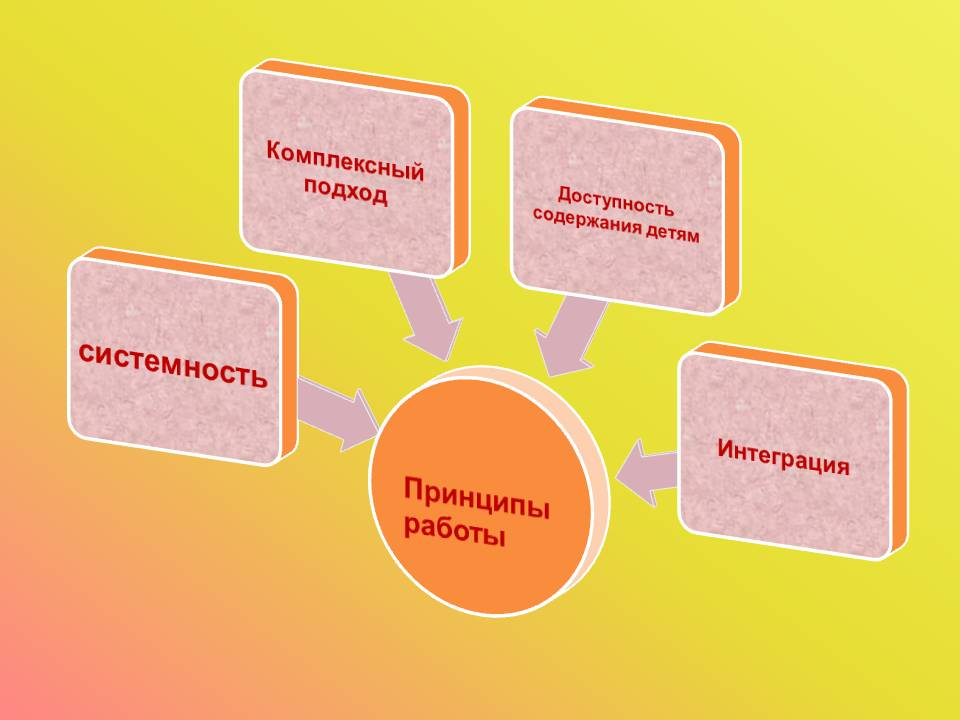 Комплексный
подход
Доступность
содержания детям
системность
Интеграция
Принципы
работы